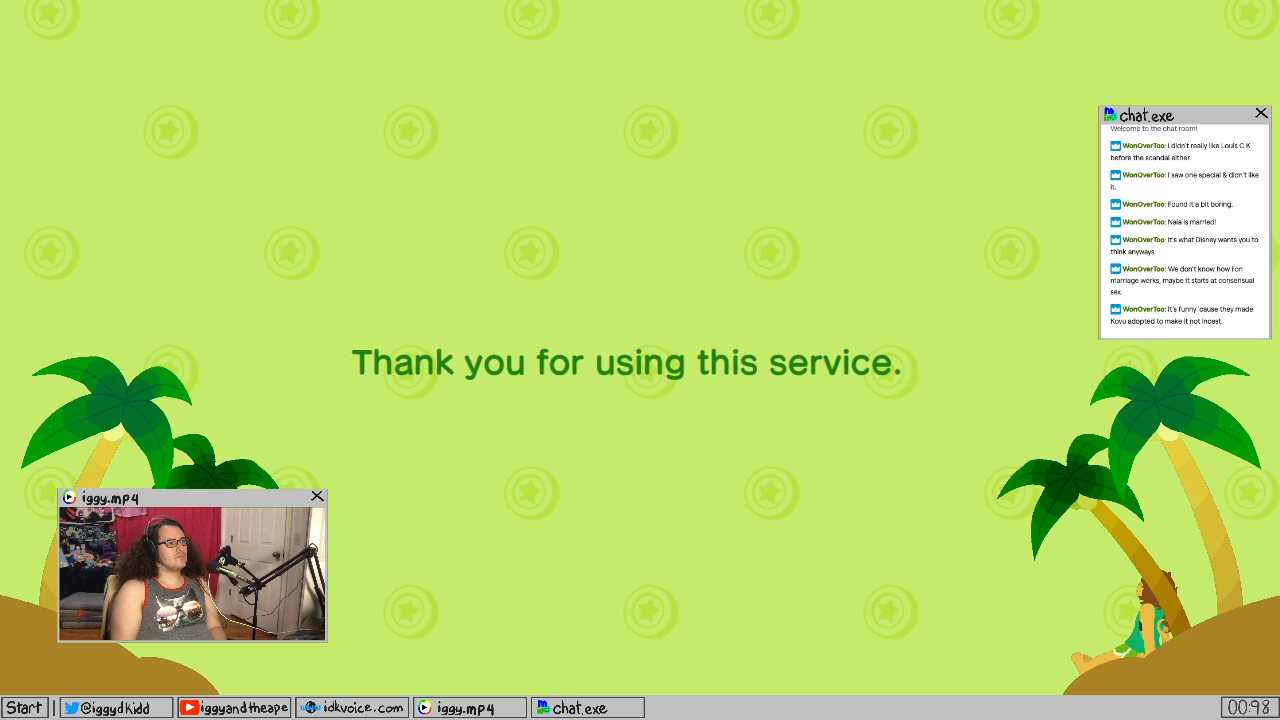 chat.exe
Welcome to the chat room!
WonOverToo: I didn't really like Louis C K
before the scandal either.
WonOverToo: I saw one special & didn't like
it.
WonOverToo: Found it a bit boring.
WonOverToo: Nala is married!
WonOverToo: It's what Disney wants you to
think anyways.
WonOverToo: We don't know how lion
marriage works, maybe it starts at consensual
sex.
WonOverToo: It's funny 'cause they made
Kovu adopted to make it not incest.
Thank you for using this service.
iggy.mp4
Start | @iggydkidd iggyandtheape idkvoice.com iggy.mp4 chat.exe 00:98